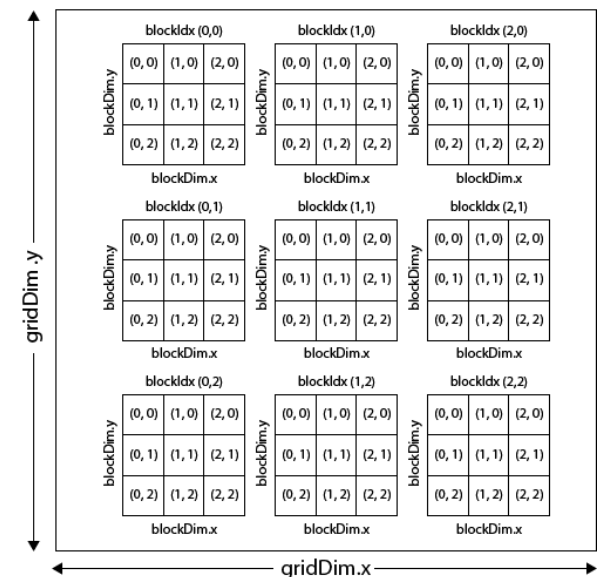 blockIdx (0,0) blockIdx (1,0) blockIdx (2,0)
(0, 0) (1, 0) (2, 0) (0, 0) (1, 0) (2, 0) (0, 0) (1, 0) (2, 0)
blockDim.y blockDim.y blockDim.y
(0, 1) (1, 1) (2, 1) (0, 1) (1, 1) (2, 1) (0, 1) (1, 1) (2, 1)
(0, 2) (1, 2) (2, 2) (0, 2) (1, 2) (2, 2) (0, 2) (1, 2) (2, 2)
blockDim.x blockDim.x blockDim.x
blockIdx (0,1) blockIdx (1,1) blockIdx (2,1)
(0, 0) (1, 0) (2, 0) (0, 0) (1, 0) (2, 0) (0, 0) (1, 0) (2, 0)
gridDim .y
blockDim.y blockDim.y blockDim.y
(0, 1) (1, 1) (2, 1) (0, 1) (1, 1) (2, 1) (0, 1) (1, 1) (2, 1)
(0, 2) (1, 2) (2, 2) (0, 2) (1, 2) (2, 2) (0, 2) (1, 2) (2, 2)
blockDim.x blockDim.x blockDim.x
blockIdx (0,2) blockIdx (1,2) blockIdx (2,2)
(0, 0) (1, 0) (2, 0) (0, 0) (1, 0) (2, 0) (0, 0) (1, 0) (2, 0)
blockDim.y blockDim.y blockDim.y
(0, 1) (1, 1) (2, 1) (0, 1) (1, 1) (2, 1) (0, 1) (1, 1) (2, 1)
(0, 2) (1, 2) (2, 2) (0, 2) (1, 2) (2, 2) (0, 2) (1, 2) (2, 2)
blockDim.x blockDim.x blockDim.x
gridDim.x